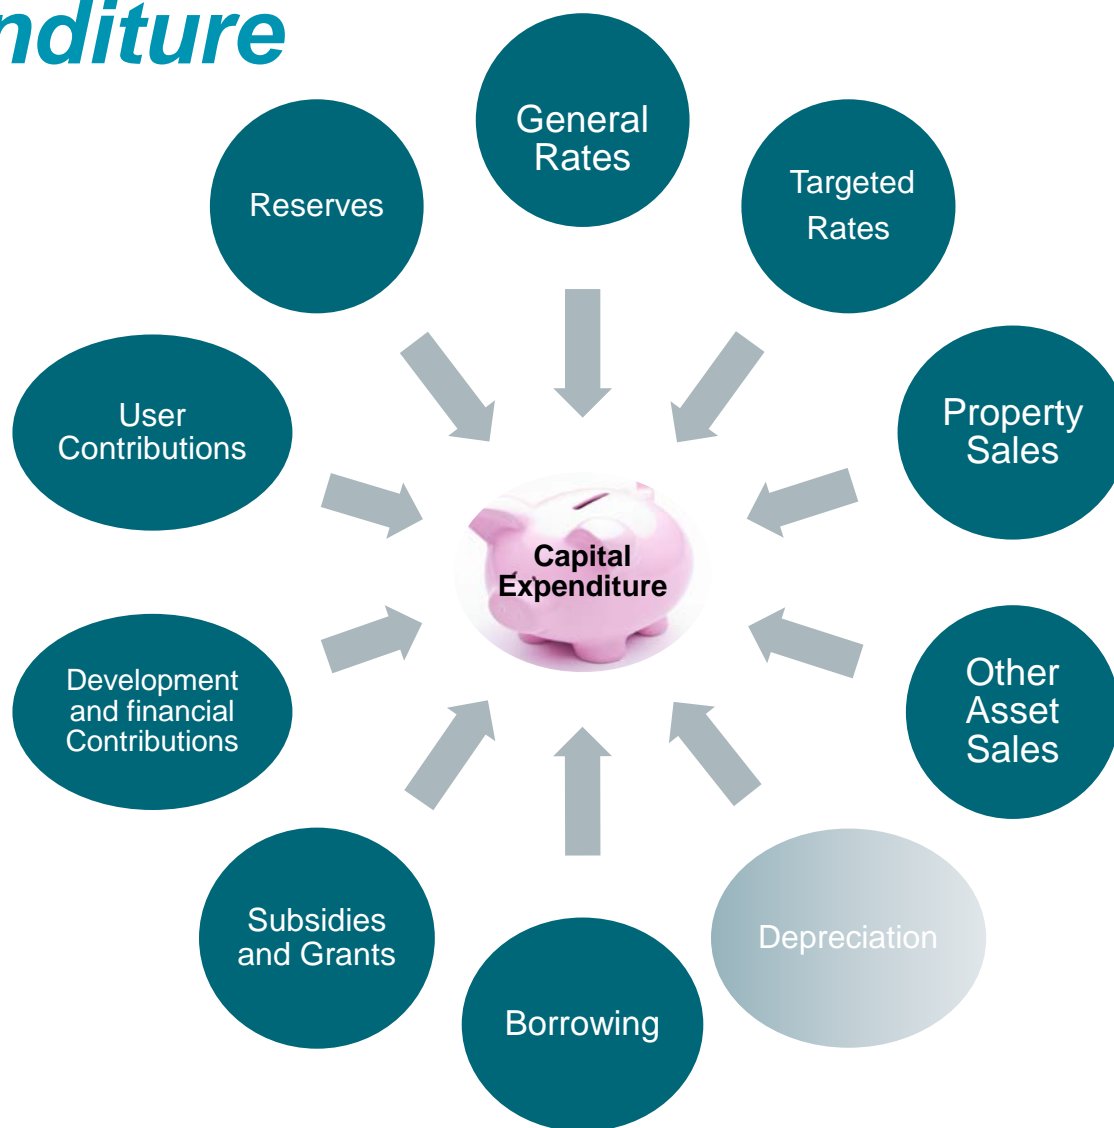 nditure
General
Rates
Targeted
Rates
Reserves
Property
Sales
User
Contributions
Capital
Expenditure
Other
Asset
Sales
Development
and financial
Contributions
Depreciation
Subsidies
and Grants
Borrowing